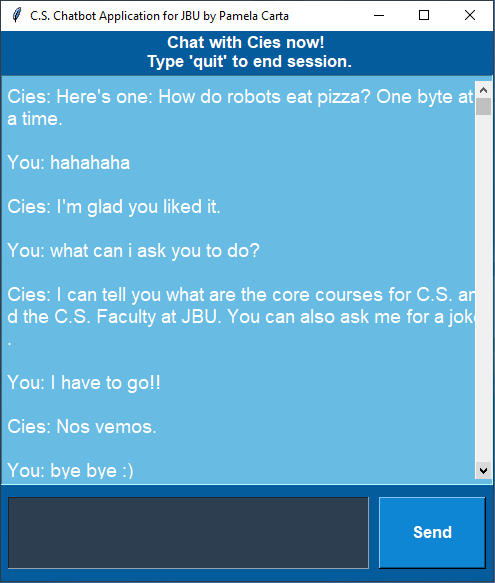 C.S. Chatbot Application for JBU by Pamela Carta
Chat with Cies now!
Type 'quit' to end session.
Cies: Here's one: How do robots eat pizza? One byte at
a time.
You: hahahaha
Cies: I'm glad you liked it.
You: what can i ask you to do?
Cies: I can tell you what are the core courses for C.S. an
d the C.S. Faculty at JBU. You can also ask me for a joke
.
You: I have to go!!
Cies: Nos vemos.
You: bye bye :)
Send